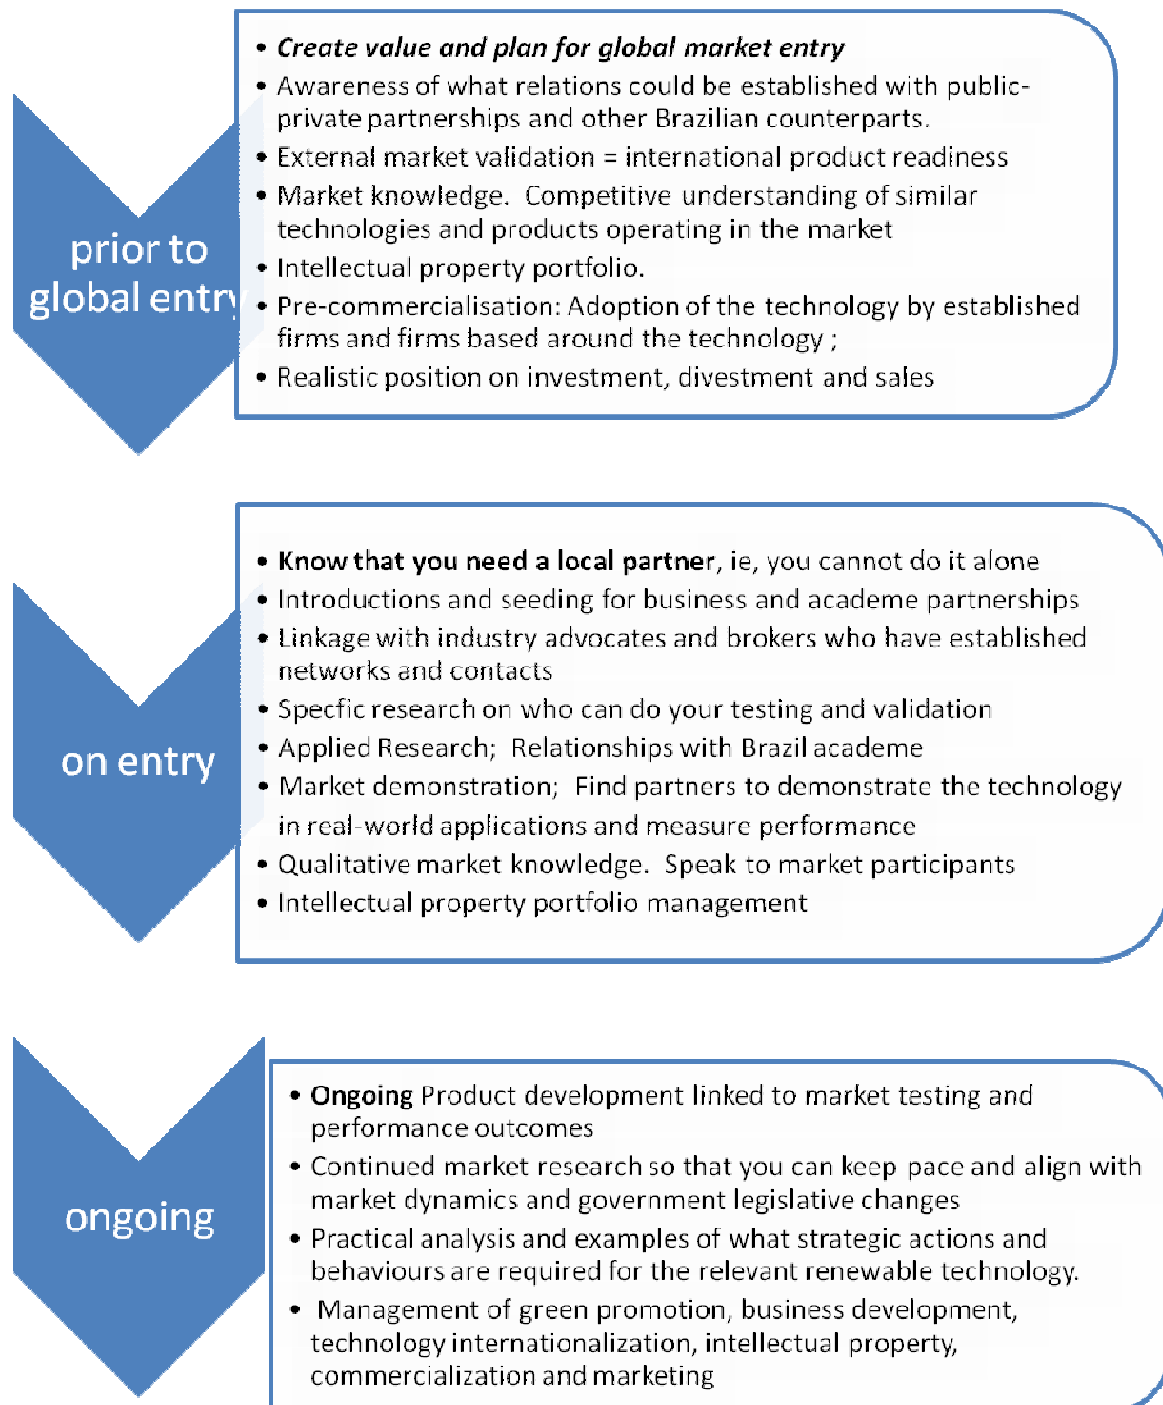 prior to
global entry
• Create value and plan for global market entry
• Awareness of what relations could be established with public-
private partnerships and other Brazilian counterparts.
• External market validation = international product readiness
• Market knowledge.  Competitive understanding of similar
technologies and products operating in the market
• Intellectual property portfolio.
• Pre-commercialisation: Adoption of the technology by established
firms and firms based around the technology ;
• Realistic position on investment, divestment and sales
on entry
• Know that you need a local partner, ie, you cannot do it alone
• Introductions and seeding for business and academe partnerships
• Linkage with industry advocates and brokers who have established
networks and contacts
• Specfic research on who can do your testing and validation
• Applied Research;  Relationships with Brazil academe
• Market demonstration;  Find partners to demonstrate the technology
in real-world applications and measure performance
• Qualitative market knowledge.  Speak to market participants
• Intellectual property portfolio management
ongoing
• Ongoing Product development linked to market testing and
performance outcomes
• Continued market research so that you can keep pace and align with
market dynamics and government legislative changes
• Practical analysis and examples of what strategic actions and
behaviours are required for the relevant renewable technology.
• Management of green promotion, business development,
technology internationalization, intellectual property,
commercialization and marketing